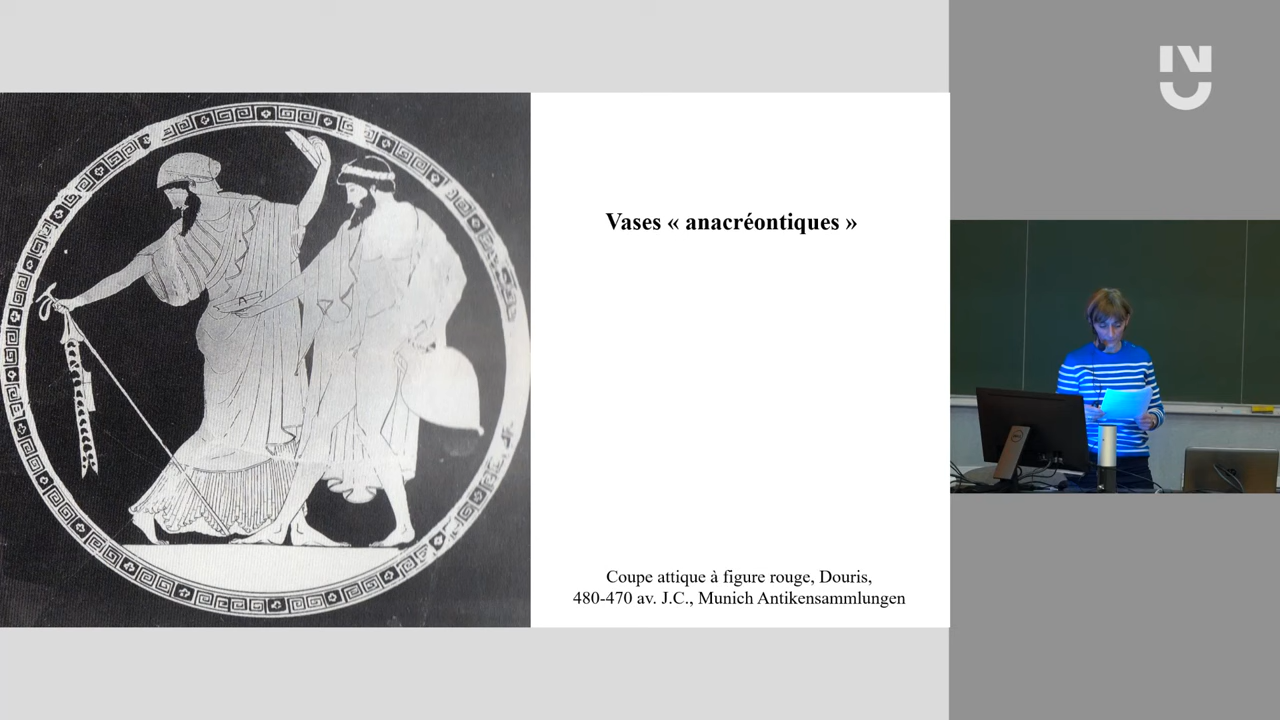 Vases « anacréontiques »
Coupe attique à figure rouge, Douris,
480-470 av. J.C., Munich Antikensammlungen